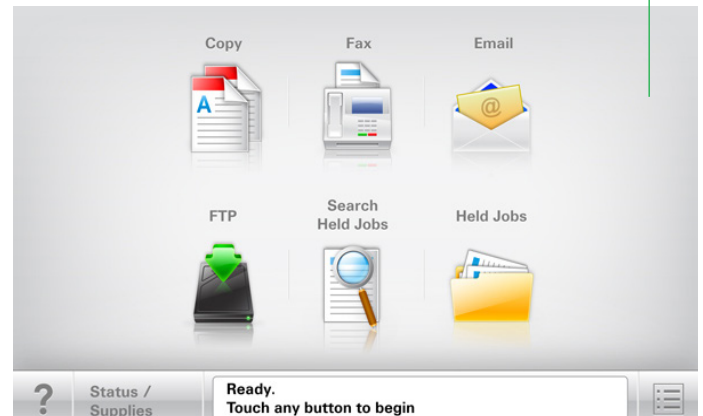 Copy
Fax
Email
A
@
FTP
Search
Held Jobs
Held Jobs
?
Status /
Supplies
Ready.
Touch any button to begin